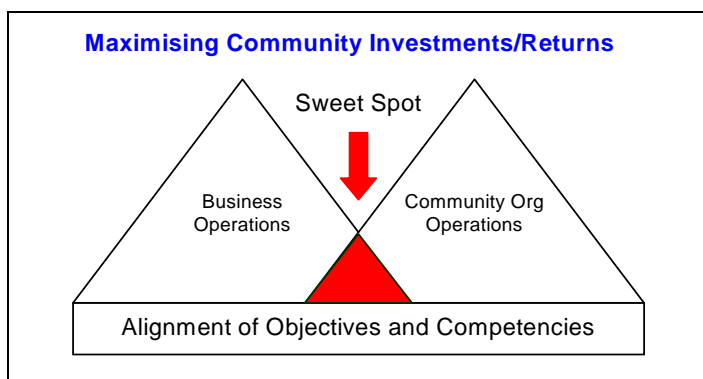 Maximising Community Investments/Returns
Sweet Spot
Business
Operations
Community Org
Operations
Alignment of Objectives and Competencies